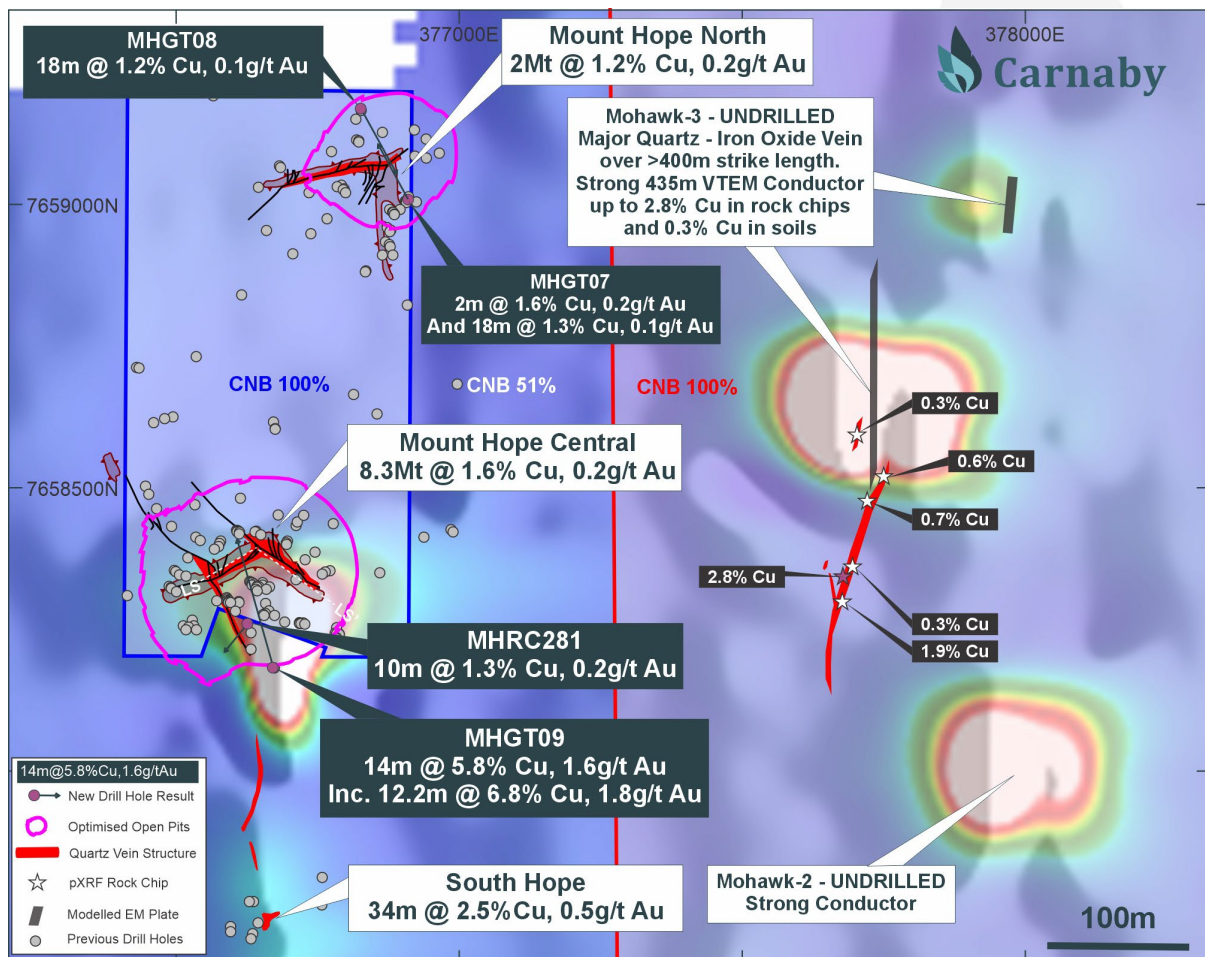 MHGT08
18m @ 1.2% Cu, 0.1g/t Au
377000E
Mount Hope North
2Mt @ 1.2% Cu, 0.2g/t Au
378000E
Carnaby
Mohawk-3 - UNDRILLED
Major Quartz - Iron Oxide Vein
over >400m strike length.
Strong 435m VTEM Conductor
up to 2.8% Cu in rock chips
and 0.3% Cu in soils
7659000N
MHGT07
2m @ 1.6% Cu, 0.2g/t Au
And 18m @ 1.3% Cu, 0.1g/t Au
CNB 100%
CNB 51%
CNB 100%
0.3% Cu
Mount Hope Central
8.3Mt @ 1.6% Cu, 0.2g/t Au
0.6% Cu
7658500N
0.7% Cu
2.8% Cu
LS
LS'
0.3% Cu
1.9% Cu
MHRC281
10m @ 1.3% Cu, 0.2g/t Au
MHGT09
14m @ 5.8% Cu, 1.6g/t Au
Inc. 12.2m @ 6.8% Cu, 1.8g/t Au
14m@5.8%Cu,1.6g/tAu
New Drill Hole Result
Optimised Open Pits
Quartz Vein Structure
pXRF Rock Chip
Modelled EM Plate
Previous Drill Holes
South Hope
34m @ 2.5%Cu, 0.5g/t Au
Mohawk-2 - UNDRILLED
Strong Conductor
100m